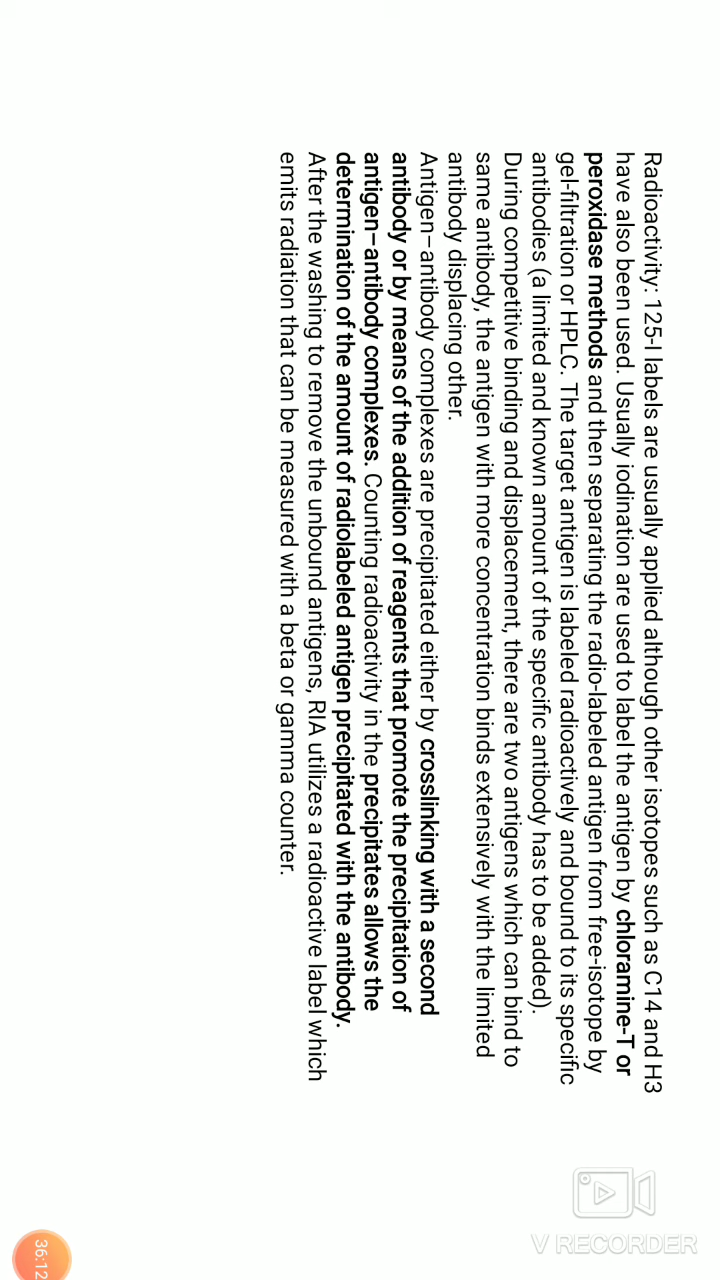 Radioactivity: 125-I labels are usually applied although other isotopes such as C14 and H3
have also been used. Usually iodination are used to label the antigen by chloramine-T or
peroxidase methods and then separating the radio-labeled antigen from free-isotope by
gel-filtration or HPLC. The target antigen is labeled radioactively and bound to its specific
antibodies (a limited and known amount of the specific antibody has to be added).
During competitive binding and displacement, there are two antigens which can bind to
same antibody, the antigen with more concentration binds extensively with the limited
antibody displacing other.
Antigen–antibody complexes are precipitated either by crosslinking with a second
antibody or by means of the addition of reagents that promote the precipitation of
antigen–antibody complexes. Counting radioactivity in the precipitates allows the
determination of the amount of radiolabeled antigen precipitated with the antibody.
After the washing to remove the unbound antigens, RIA utilizes a radioactive label which
emits radiation that can be measured with a beta or gamma counter.
V RECORDER
36:12